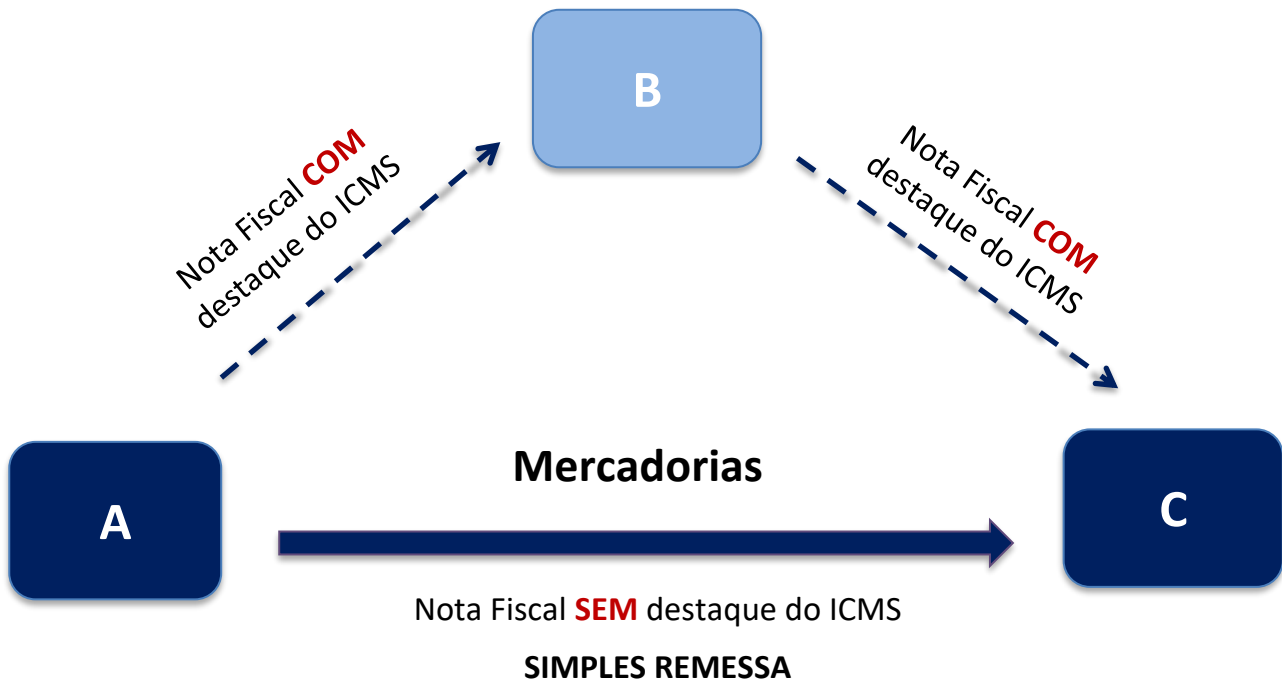 B
Nota Fiscal COM
destaque do ICMS
Nota Fiscal COM
destaque do ICMS
A
Mercadorias
C
Nota Fiscal SEM destaque do ICMS
SIMPLES REMESSA